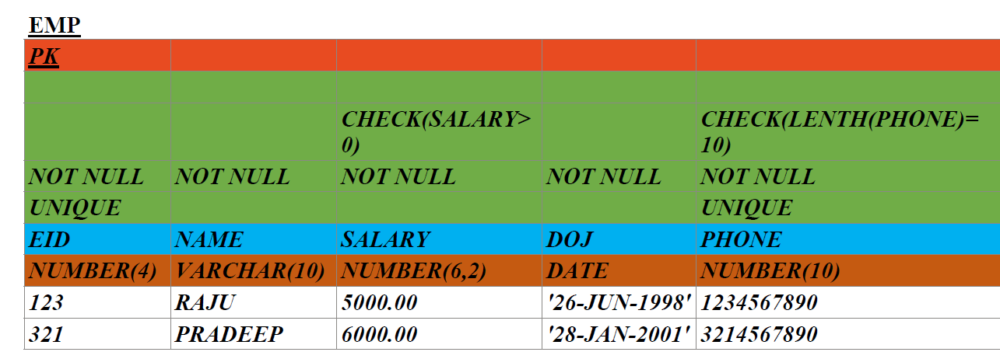 EMP
PK
CHECK(SALARY> CHECK(LENTH(PHONE)=
0) 10)
NOT NULL NOT NULL NOT NULL NOT NULL NOT NULL
UNIQUE UNIQUE
EID NAME SALARY DOJ PHONE
NUMBER(4) VARCHAR(10) NUMBER(6,2) DATE NUMBER(10)
123 RAJU 5000.00 '26-JUN-1998' 1234567890
321 PRADEEP 6000.00 '28-JAN-2001' 3214567890